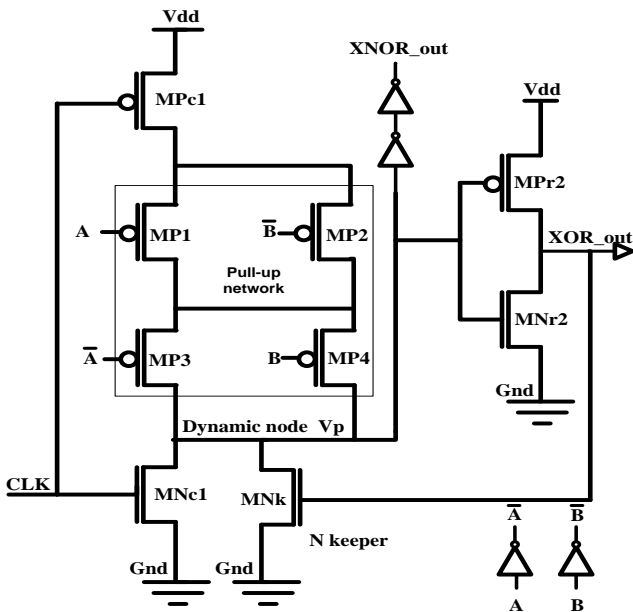 Vdd
XNOR_out
Vdd
MPc1
MPr2
A
MP1
B̅
MP2
XOR_out
Pull-up
network
MNr2
A̅
MP3
B
MP4
Gnd
Dynamic node Vp
CLK
MNc1
MNk
A̅
B̅
N keeper
Gnd
Gnd
A
B